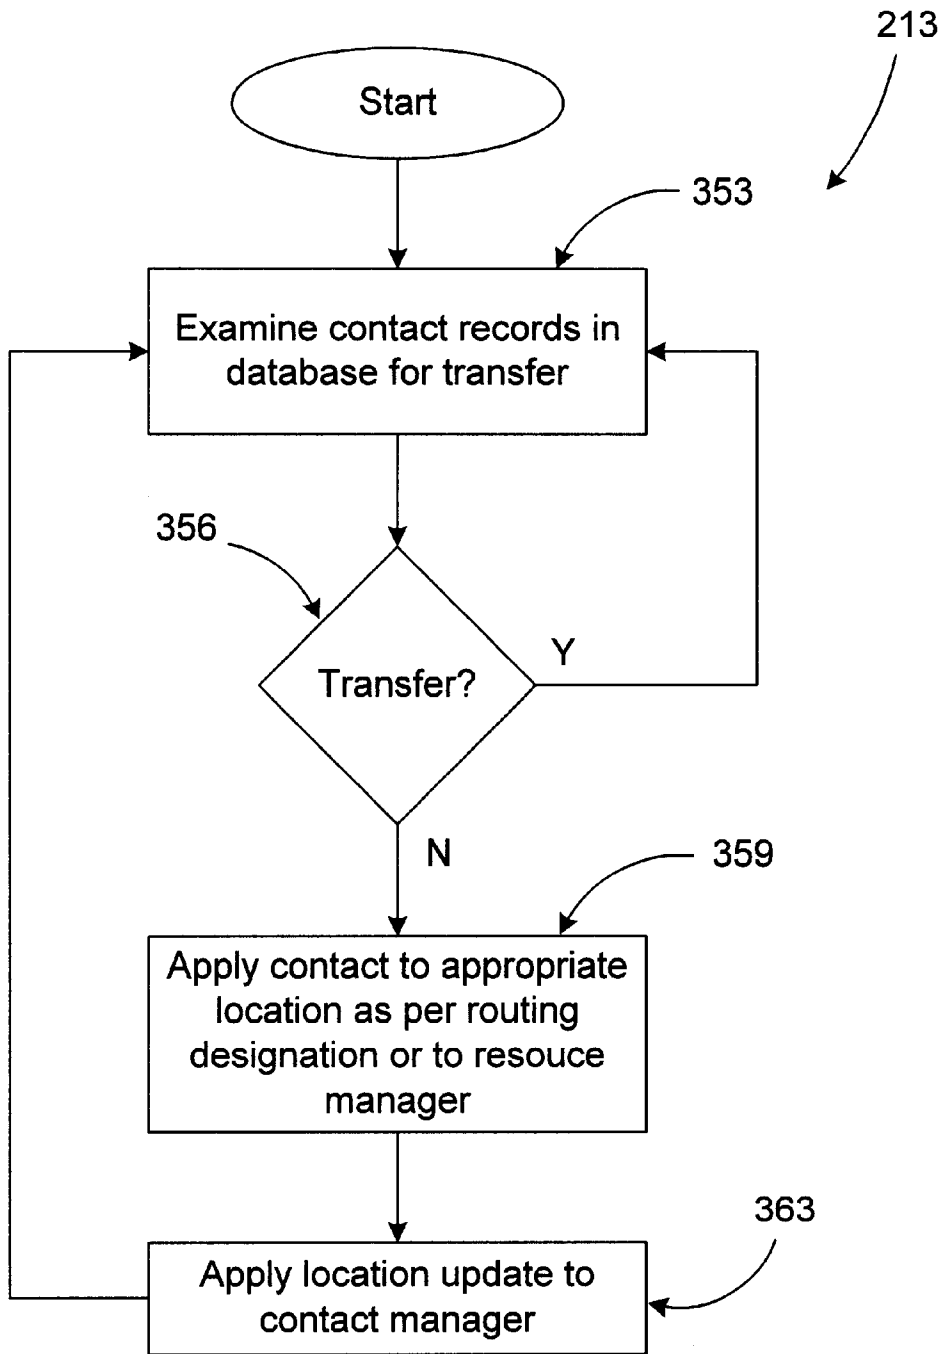 213
Start
353
Examine contact records in
database for transfer
356
Transfer?
Y
N
359
Apply contact to appropriate
location as per routing
designation or to resouce
manager
363
Apply location update to
contact manager